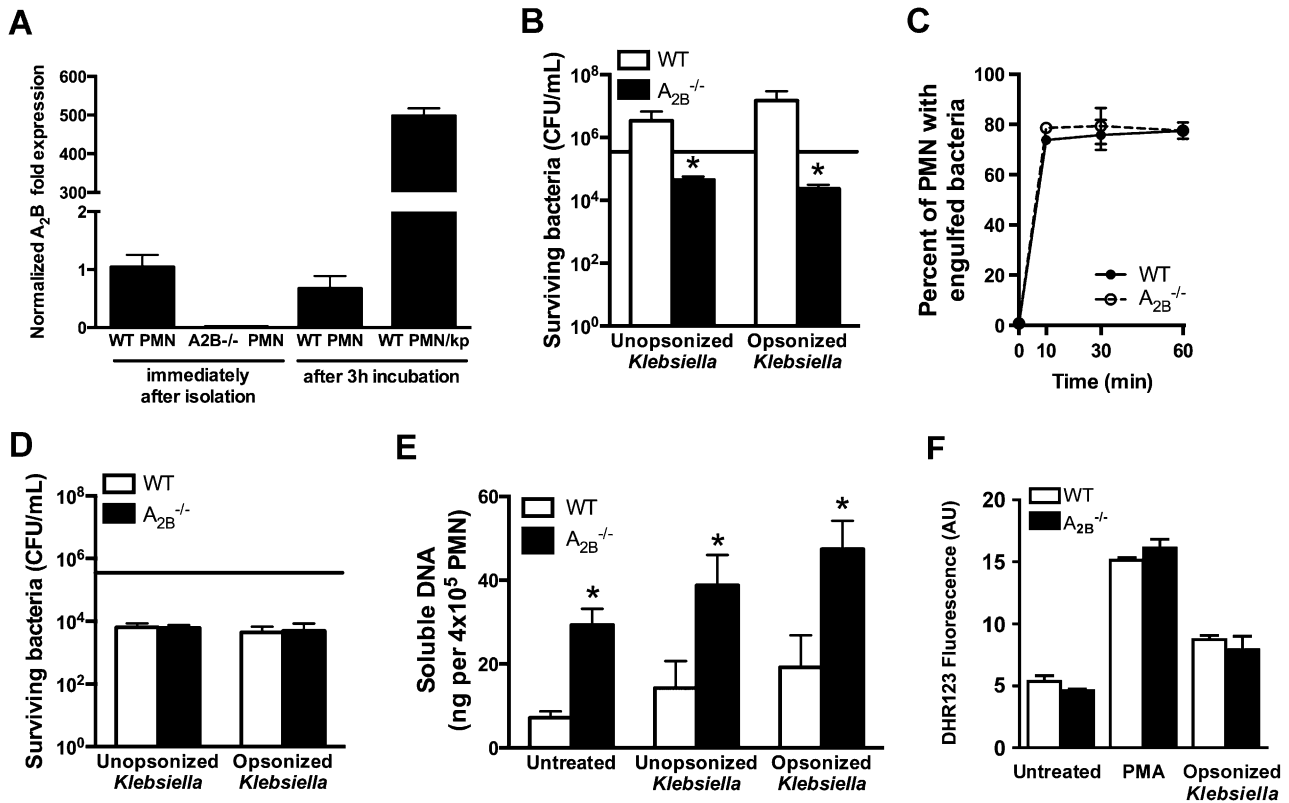 A
Normalized A2B fold expression
600
500
400
300
2
1
0
WT PMN
A2B-/- PMN
WT PMN
WT PMN/kp
immediately
after isolation
after 3h incubation
B
Surviving bacteria (CFU/mL)
WT
A2B-/-
10^8
10^6
10^4
10^2
10^0
*
*
Unopsonized
Klebsiella
Opsonized
Klebsiella
C
Percent of PMN with
engulfed bacteria
100
80
60
40
20
0
WT
A2B-/-
0 10 30 60
Time (min)
D
Surviving bacteria (CFU/mL)
WT
A2B-/-
10^8
10^6
10^4
10^2
10^0
Unopsonized
Klebsiella
Opsonized
Klebsiella
E
Soluble DNA
(ng per 4x10^5 PMN)
WT
A2B-/-
60
40
20
0
*
*
*
Untreated
Unopsonized
Klebsiella
Opsonized
Klebsiella
F
DHR123 Fluorescence (AU)
WT
A2B-/-
20
15
10
5
0
Untreated
PMA
Opsonized
Klebsiella